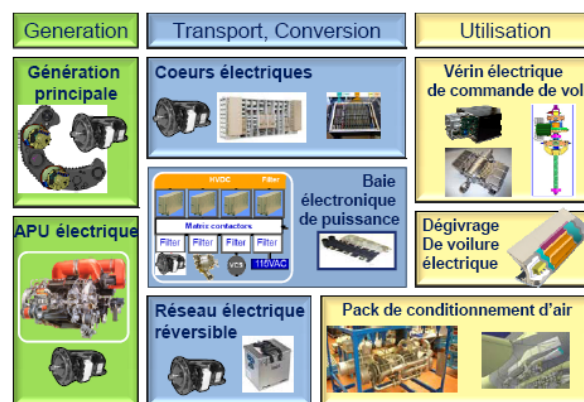 Generation
Transport, Conversion
Utilisation
Génération
principale
Coeurs électriques
Vérin électrique
de commande de vol
HVDC
Filter
Matrix contactors
Filter
Filter
Filter
Filter
VCS
115VAC
Baie
électronique
de puissance
APU électrique
Dégivrage
De voilure
électrique
Réseau électrique
réversible
Pack de conditionnement d'air